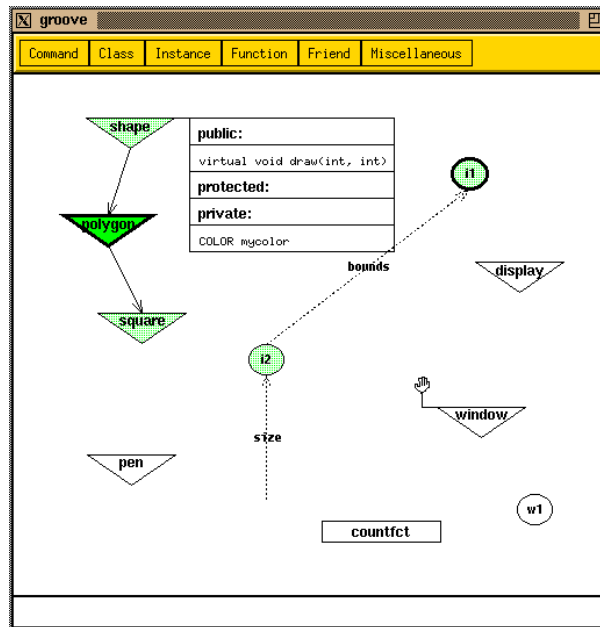 X groove
Command Class Instance Function Friend Miscellaneous
shape
public:
virtual void draw(int, int)
protected:
private:
COLOR mycolor
i1
polygon
bounds
display
square
i2
window
size
pen
w1
countfct